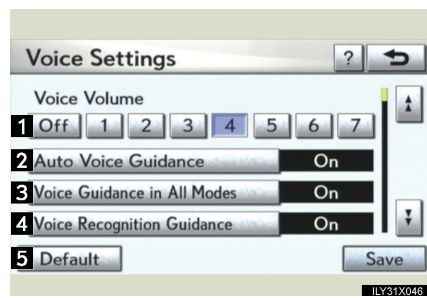 Voice Settings ?
Voice Volume
1 Off 1 2 3 4 5 6 7
2 Auto Voice Guidance On
3 Voice Guidance in All Modes On
4 Voice Recognition Guidance On
5 Default Save
ILY31X046